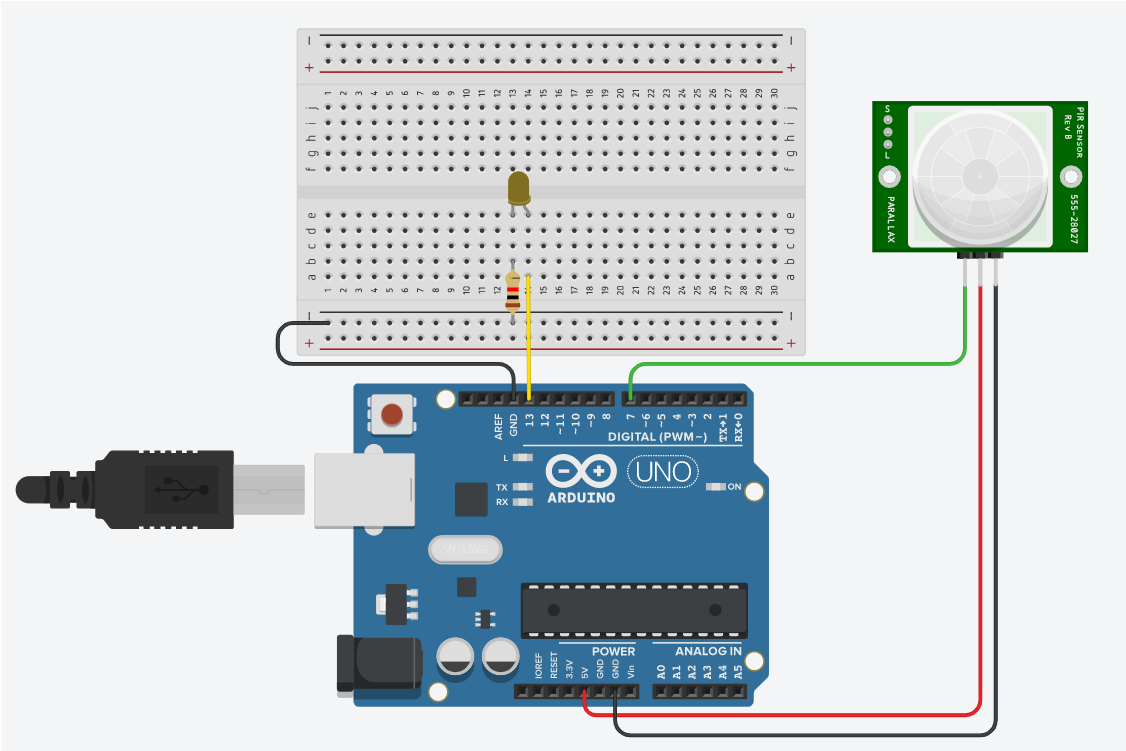 1 2 3 4 5 6 7 8 9 10 11 12 13 14 15 16 17 18 19 20 21 22 23 24 25 26 27 28 29 30
j j
i i
h h
g g
f f
e e
d d
c c
b b
a a
1 2 3 4 5 6 7 8 9 10 11 12 13 14 15 16 17 18 19 20 21 22 23 24 25 26 27 28 29 30
S
L
PARALLAX
PIR SENSOR
REV B
555-28027
AREF GND 13 12 ~11 ~10 ~9 8 7 ~6 ~5 4 ~3 2 TX→1 RX←0
DIGITAL (PWM~)
L
TX
RX
ARDUINO
UNO
ON
POWER
ANALOG IN
IOREF RESET 3.3V 5V GND GND Vin A0 A1 A2 A3 A4 A5